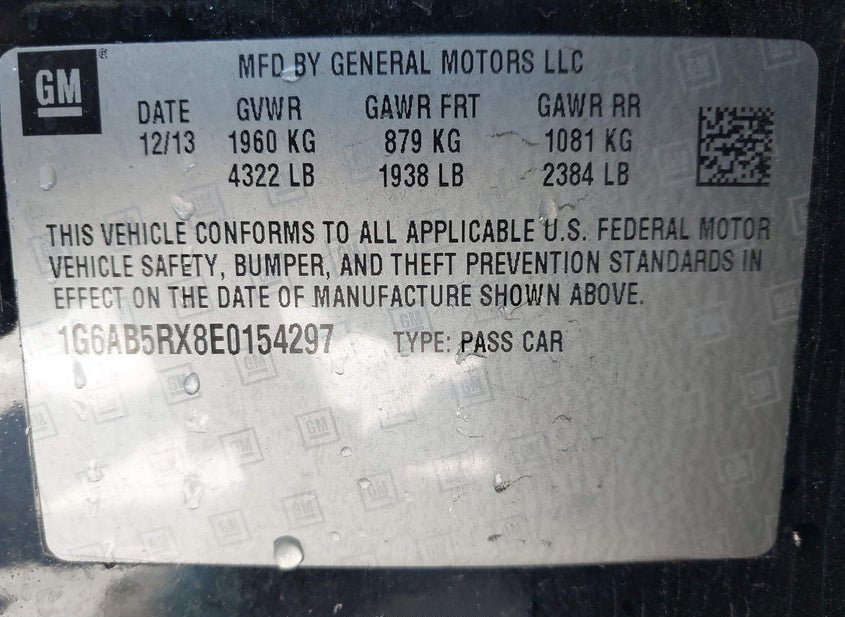 GM ®
MFD BY GENERAL MOTORS LLC
DATE GVWR GAWR FRT GAWR RR
12/13 1960 KG 879 KG 1081 KG
4322 LB 1938 LB 2384 LB
THIS VEHICLE CONFORMS TO ALL APPLICABLE U.S. FEDERAL MOTOR
VEHICLE SAFETY, BUMPER, AND THEFT PREVENTION STANDARDS IN
EFFECT ON THE DATE OF MANUFACTURE SHOWN ABOVE.
1G6AB5RX8E0154297 TYPE: PASS CAR